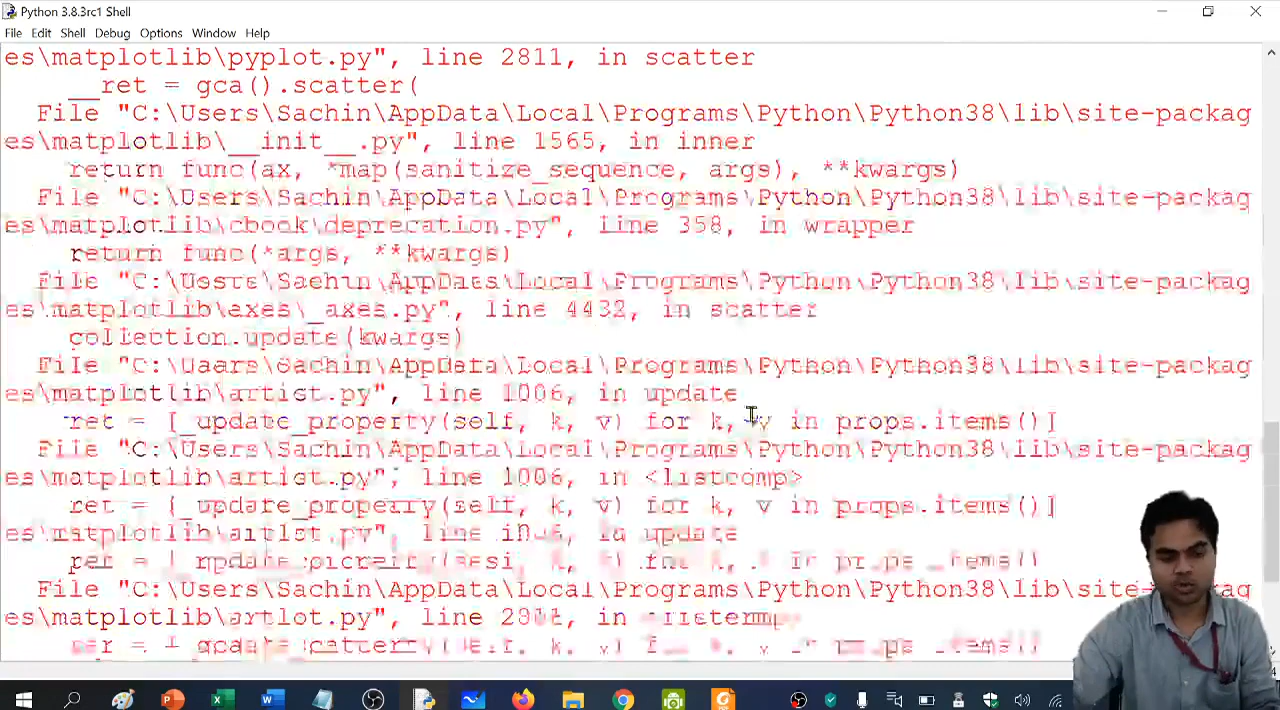 Python 3.8.3rc1 Shell
File Edit Shell Debug Options Window Help
es\matplotlib\pyplot.py", line 2811, in scatter
__ret = gca().scatter(
File "C:\Users\Sachin\AppData\Local\Programs\Python\Python38\lib\site-packag
es\matplotlib\__init__.py", line 1565, in inner
return func(ax, *map(sanitize_sequence, args), **kwargs)
File "C:\Users\Sachin\AppData\Local\Programs\Python\Python38\lib\site-packag
es\matplotlib\cbook\deprecation.py", line 358, in wrapper
return func(*args, **kwargs)
File "C:\Users\Sachin\AppData\Local\Programs\Python\Python38\lib\site-packag
es\matplotlib\axes\_axes.py", line 4432, in scatter
collection.update(kwargs)
File "C:\Users\Sachin\AppData\Local\Programs\Python\Python38\lib\site-packag
es\matplotlib\artist.py", line 1006, in update
ret = [_update_property(self, k, v) for k, v in props.items()]
File "C:\Users\Sachin\AppData\Local\Programs\Python\Python38\lib\site-packag
es\matplotlib\artist.py", line 1006, in <listcomp>
ret = [_update_property(self, k, v) for k, v in props.items()]
line update
File "C:\Users\Sachin\AppData\Local\Programs\Python\Python38\lib\site-packag
line in